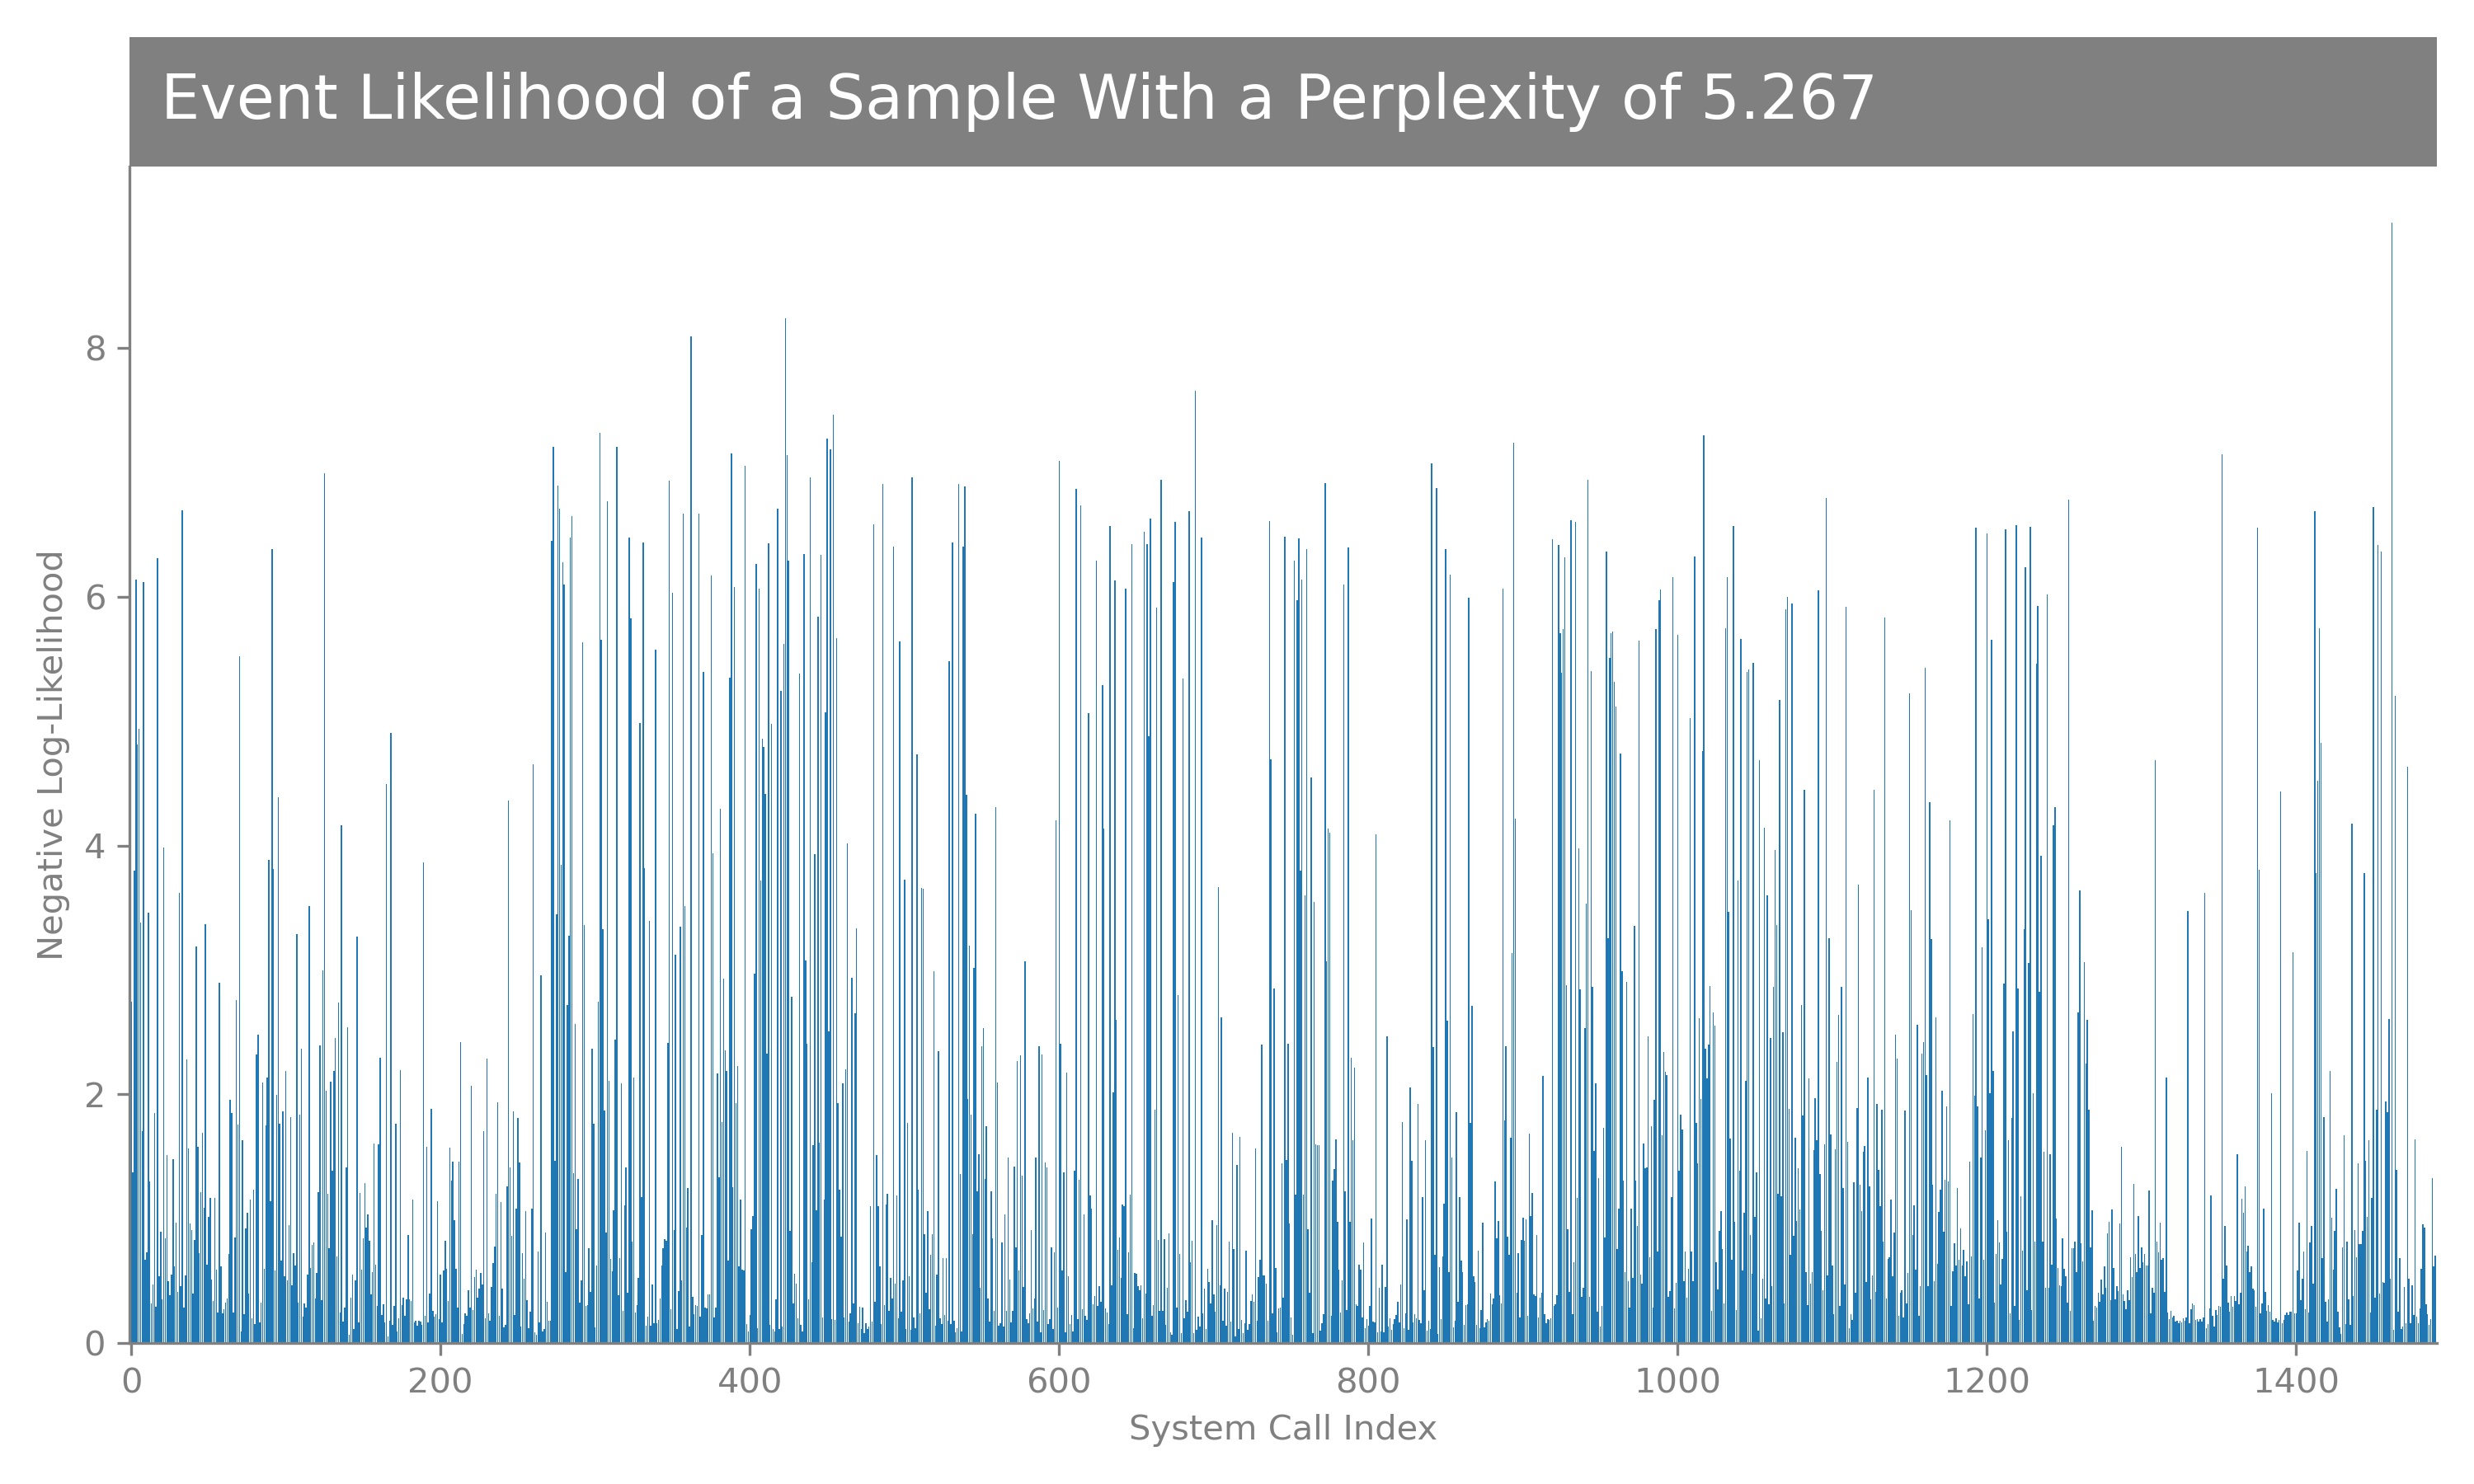 Event Likelihood of a Sample With a Perplexity of 5.267
8
6
4
2
0
Negative Log-Likelihood
0 200 400 600 800 1000 1200 1400
System Call Index